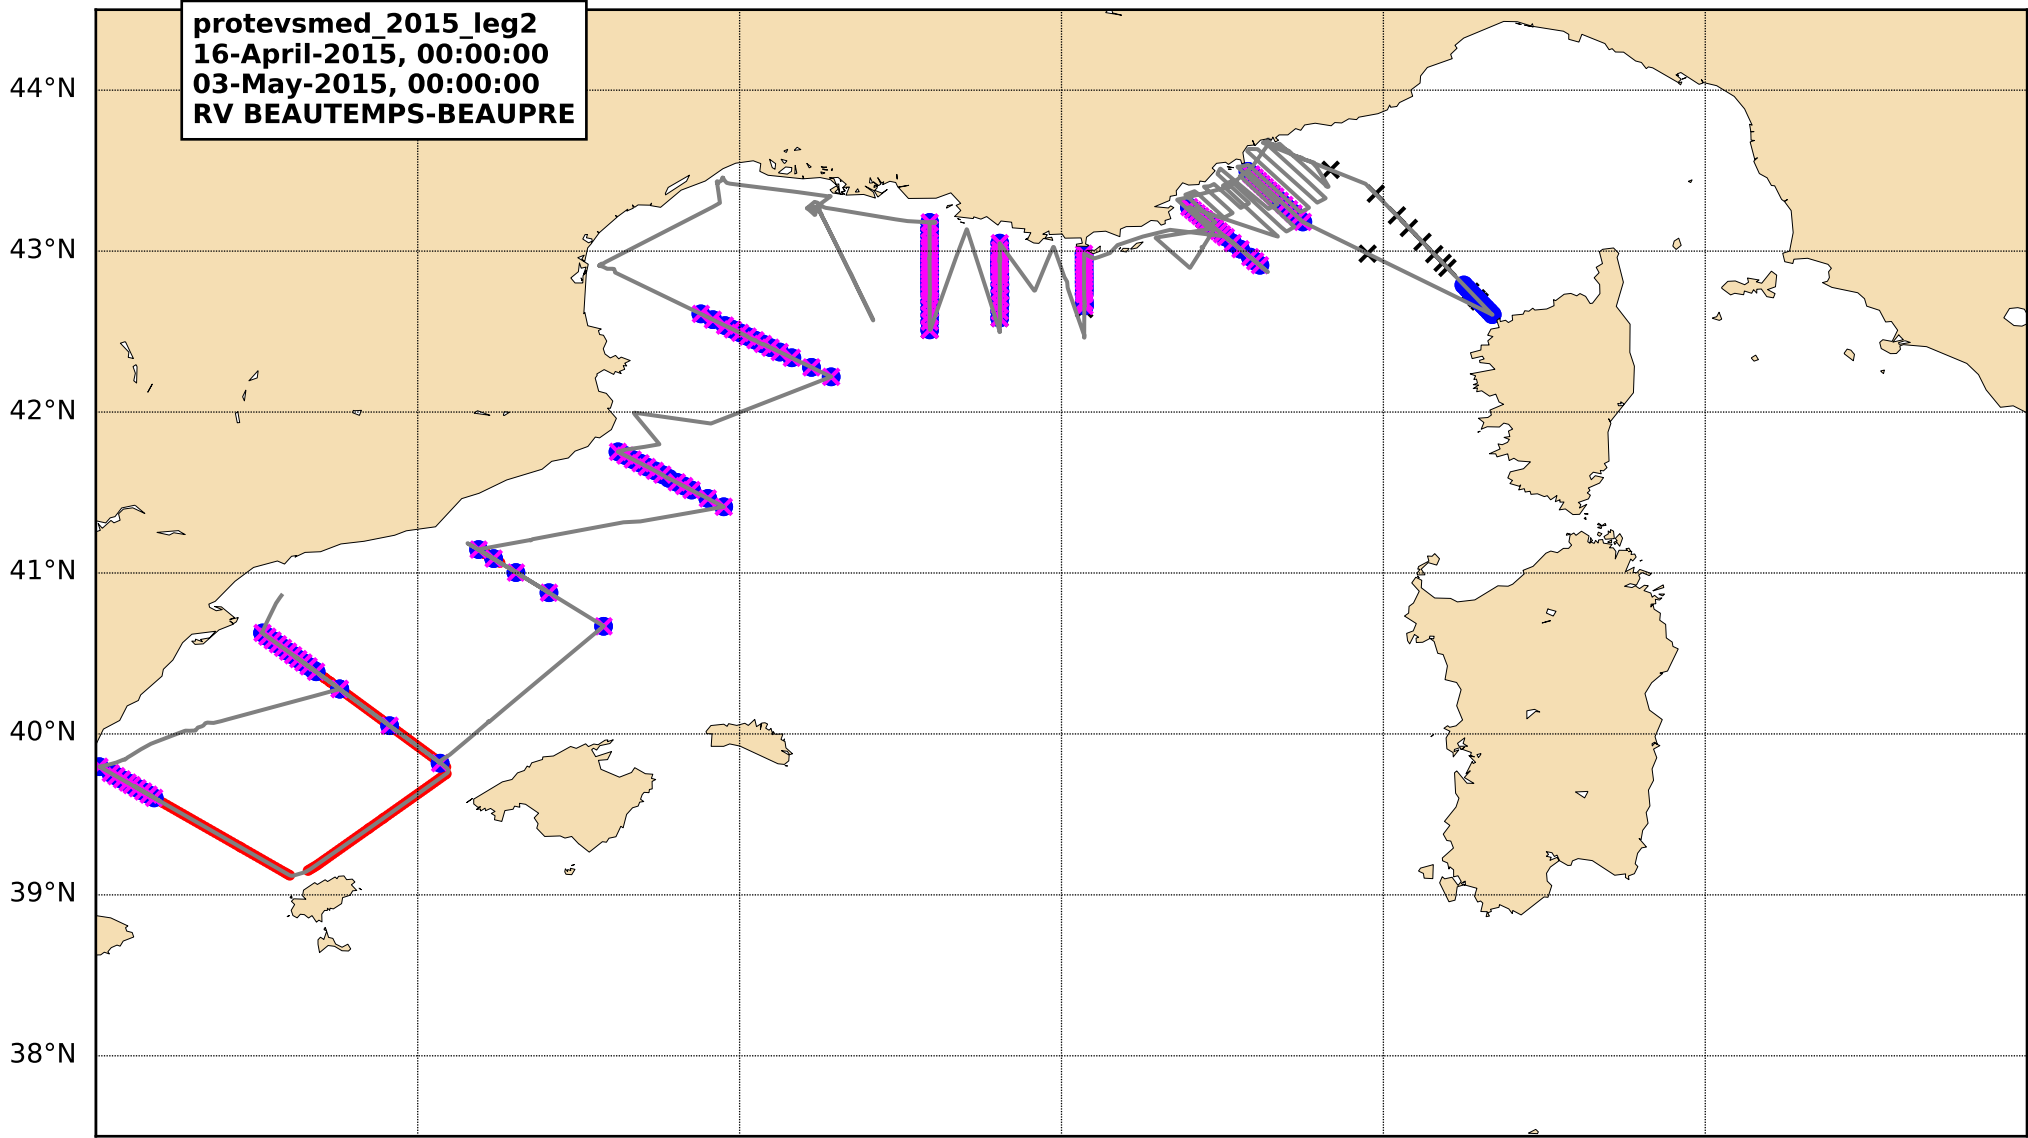 protevsmed_2015_leg2
16-April-2015, 00:00:00
03-May-2015, 00:00:00
RV BEAUTEMPS-BEAUPRE
44°N
43°N
42°N
41°N
40°N
39°N
38°N